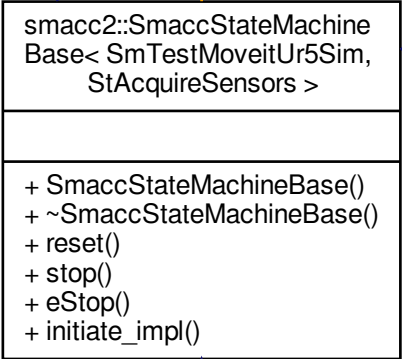 smacc2::SmaccStateMachine
Base< SmTestMoveitUr5Sim,
StAcquireSensors >
+ SmaccStateMachineBase()
+ ~SmaccStateMachineBase()
+ reset()
+ stop()
+ eStop()
+ initiate_impl()